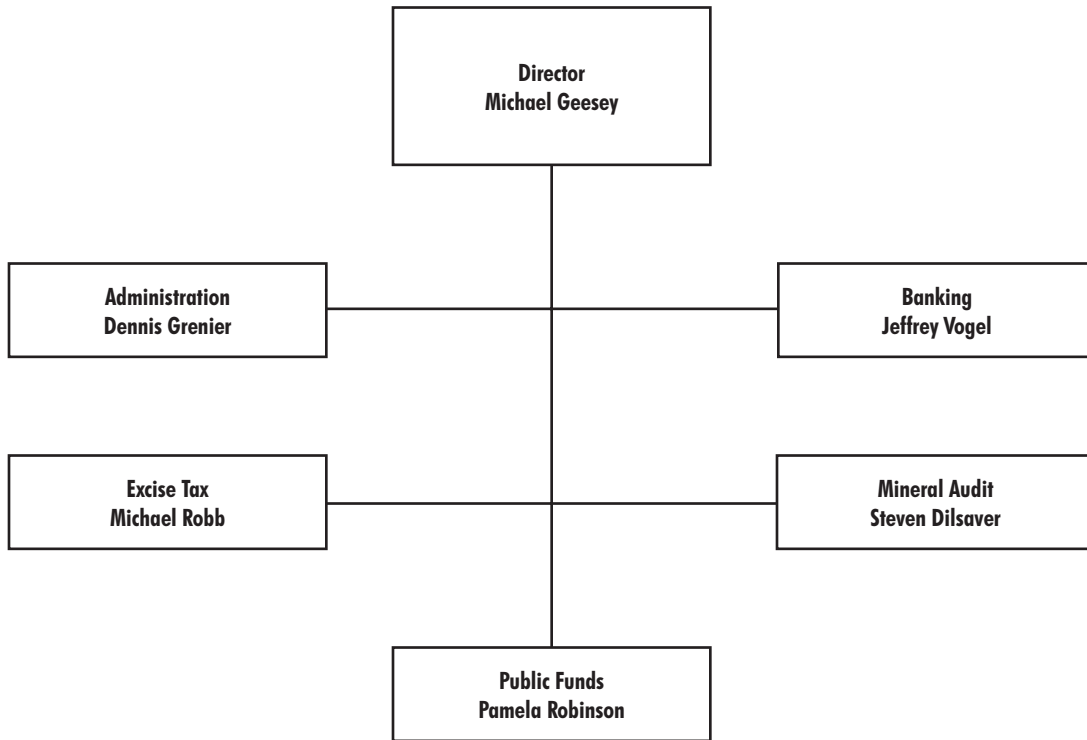 Director
Michael Geesey
Administration
Dennis Grenier
Banking
Jeffrey Vogel
Excise Tax
Michael Robb
Mineral Audit
Steven Dilsaver
Public Funds
Pamela Robinson